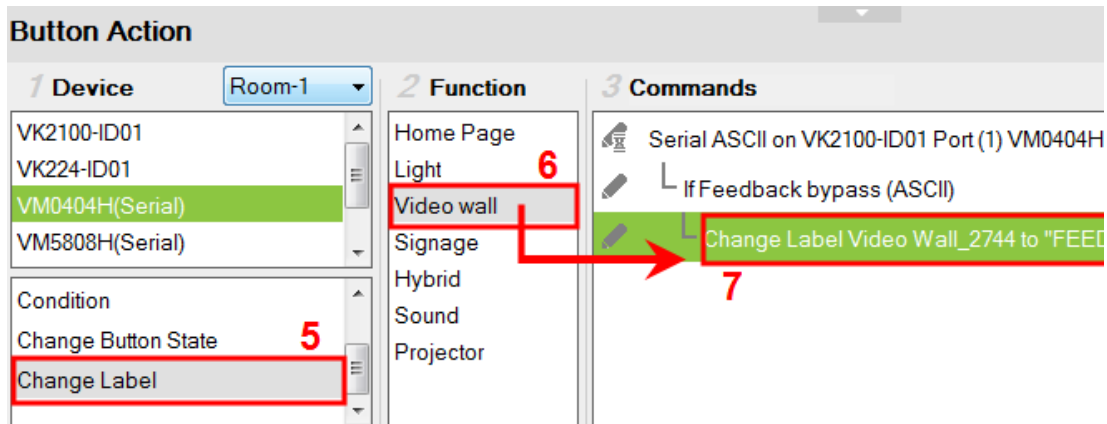 Button Action
1 Device
Room-1
2 Function
3 Commands
VK2100-ID01
VK224-ID01
VM0404H(Serial)
VM5808H(Serial)
Condition
Change Button State
5
Change Label
Home Page
Light
6
Video wall
Signage
Hybrid
Sound
Projector
Serial ASCII on VK2100-ID01 Port (1) VM0404H
If Feedback bypass (ASCII)
Change Label Video Wall_2744 to "FEED
7